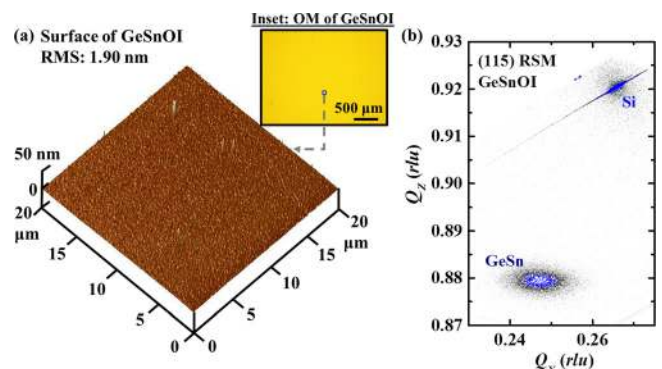 (a) Surface of GeSnOI
RMS: 1.90 nm
Inset: OM of GeSnOI
500 μm
50 nm
0
20
μm
15
10
5
0
0
5
10
15
20
μm
(b)
(115) RSM
GeSnOI
Si
GeSn
0.93
0.92
0.91
0.90
0.89
0.88
0.87
Qz (rlu)
0.24
0.26
Qx (rlu)